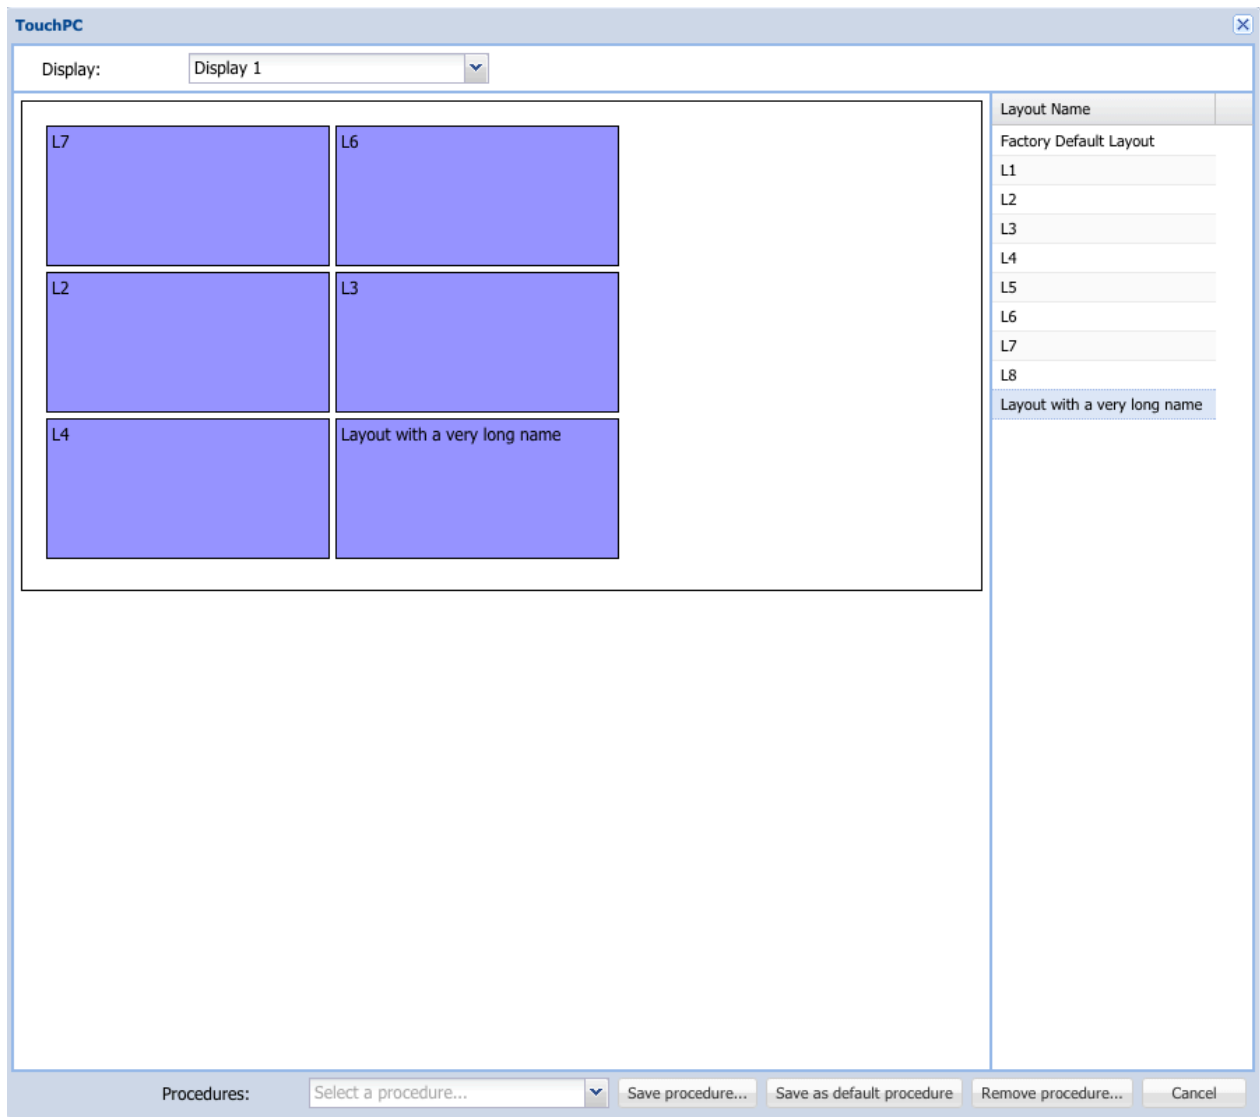 TouchPC
Display: Display 1
L7 L6
L2 L3
L4 Layout with a very long name
Layout Name
Factory Default Layout
L1
L2
L3
L4
L5
L6
L7
L8
Layout with a very long name
Procedures: Select a procedure... Save procedure... Save as default procedure Remove procedure... Cancel